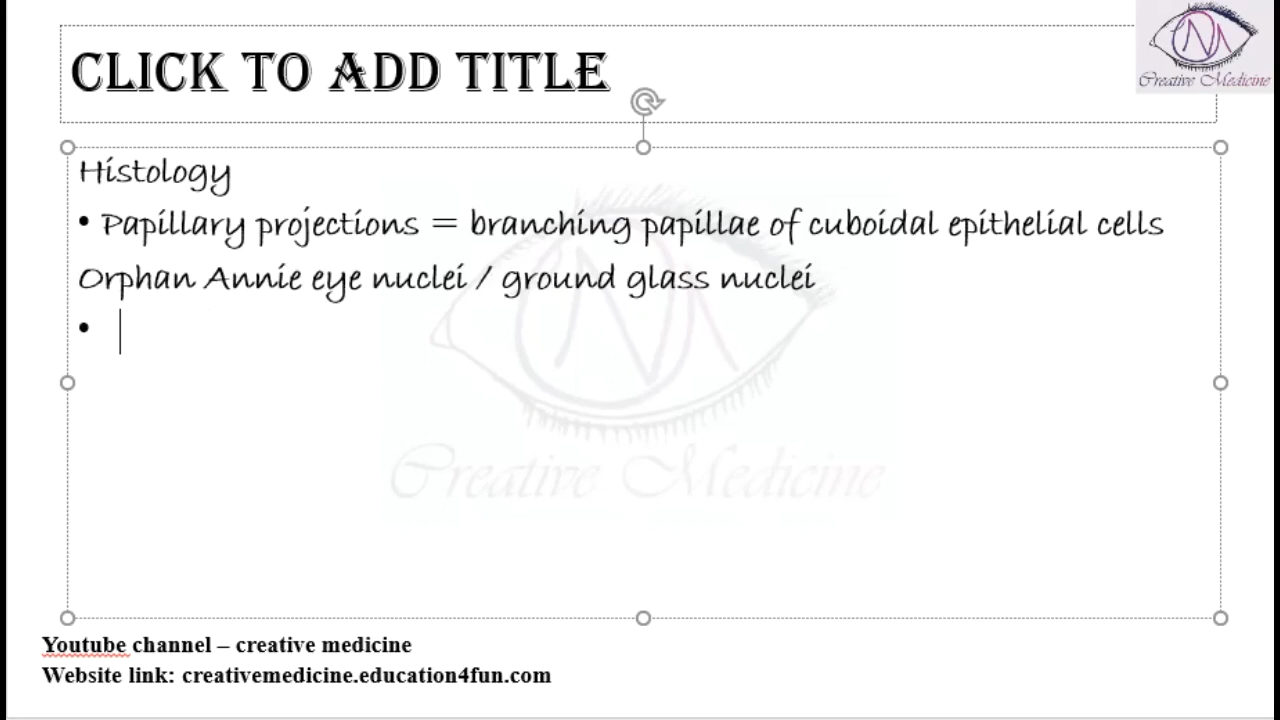 CLICK TO ADD TITLE
Creative Medicine
Histology
• Papillary projections = branching papillae of cuboidal epithelial cells
Orphan Annie eye nuclei / ground glass nuclei
•
Creative Medicine
Youtube channel – creative medicine
Website link: creativemedicine.education4fun.com